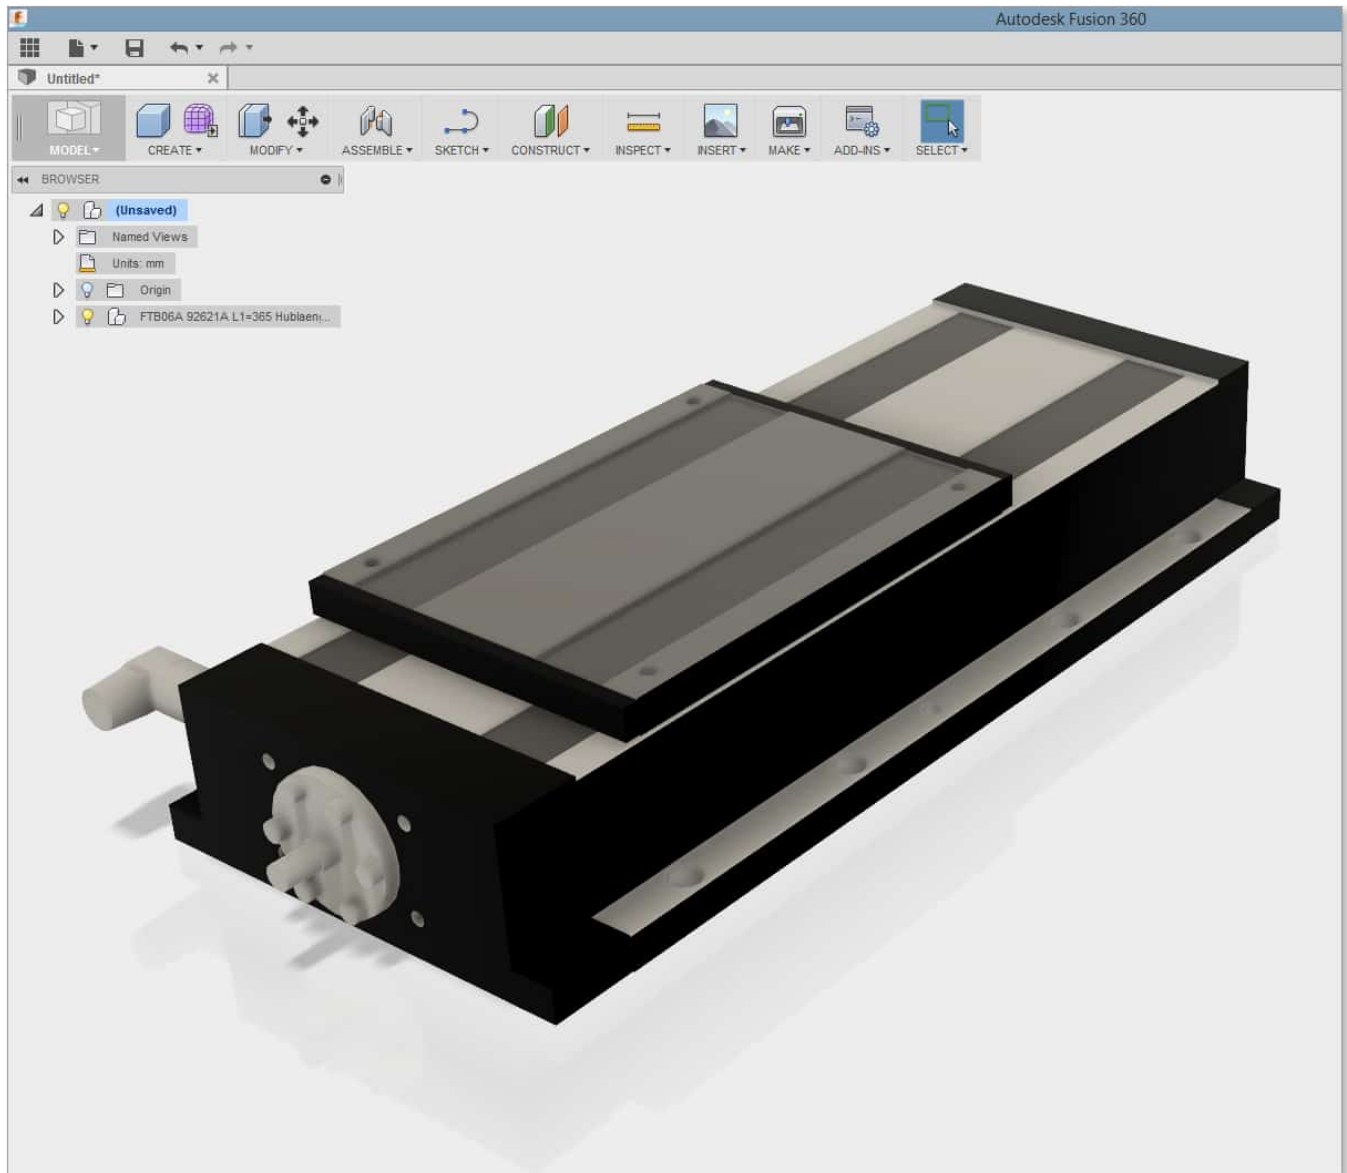 Autodesk Fusion 360
Untitled*
MODEL CREATE MODIFY ASSEMBLE SKETCH CONSTRUCT INSPECT INSERT MAKE ADD-INS SELECT
BROWSER
(Unsaved)
Named Views
Units: mm
Origin
FTB06A 92621A L1=365 Hublaen...